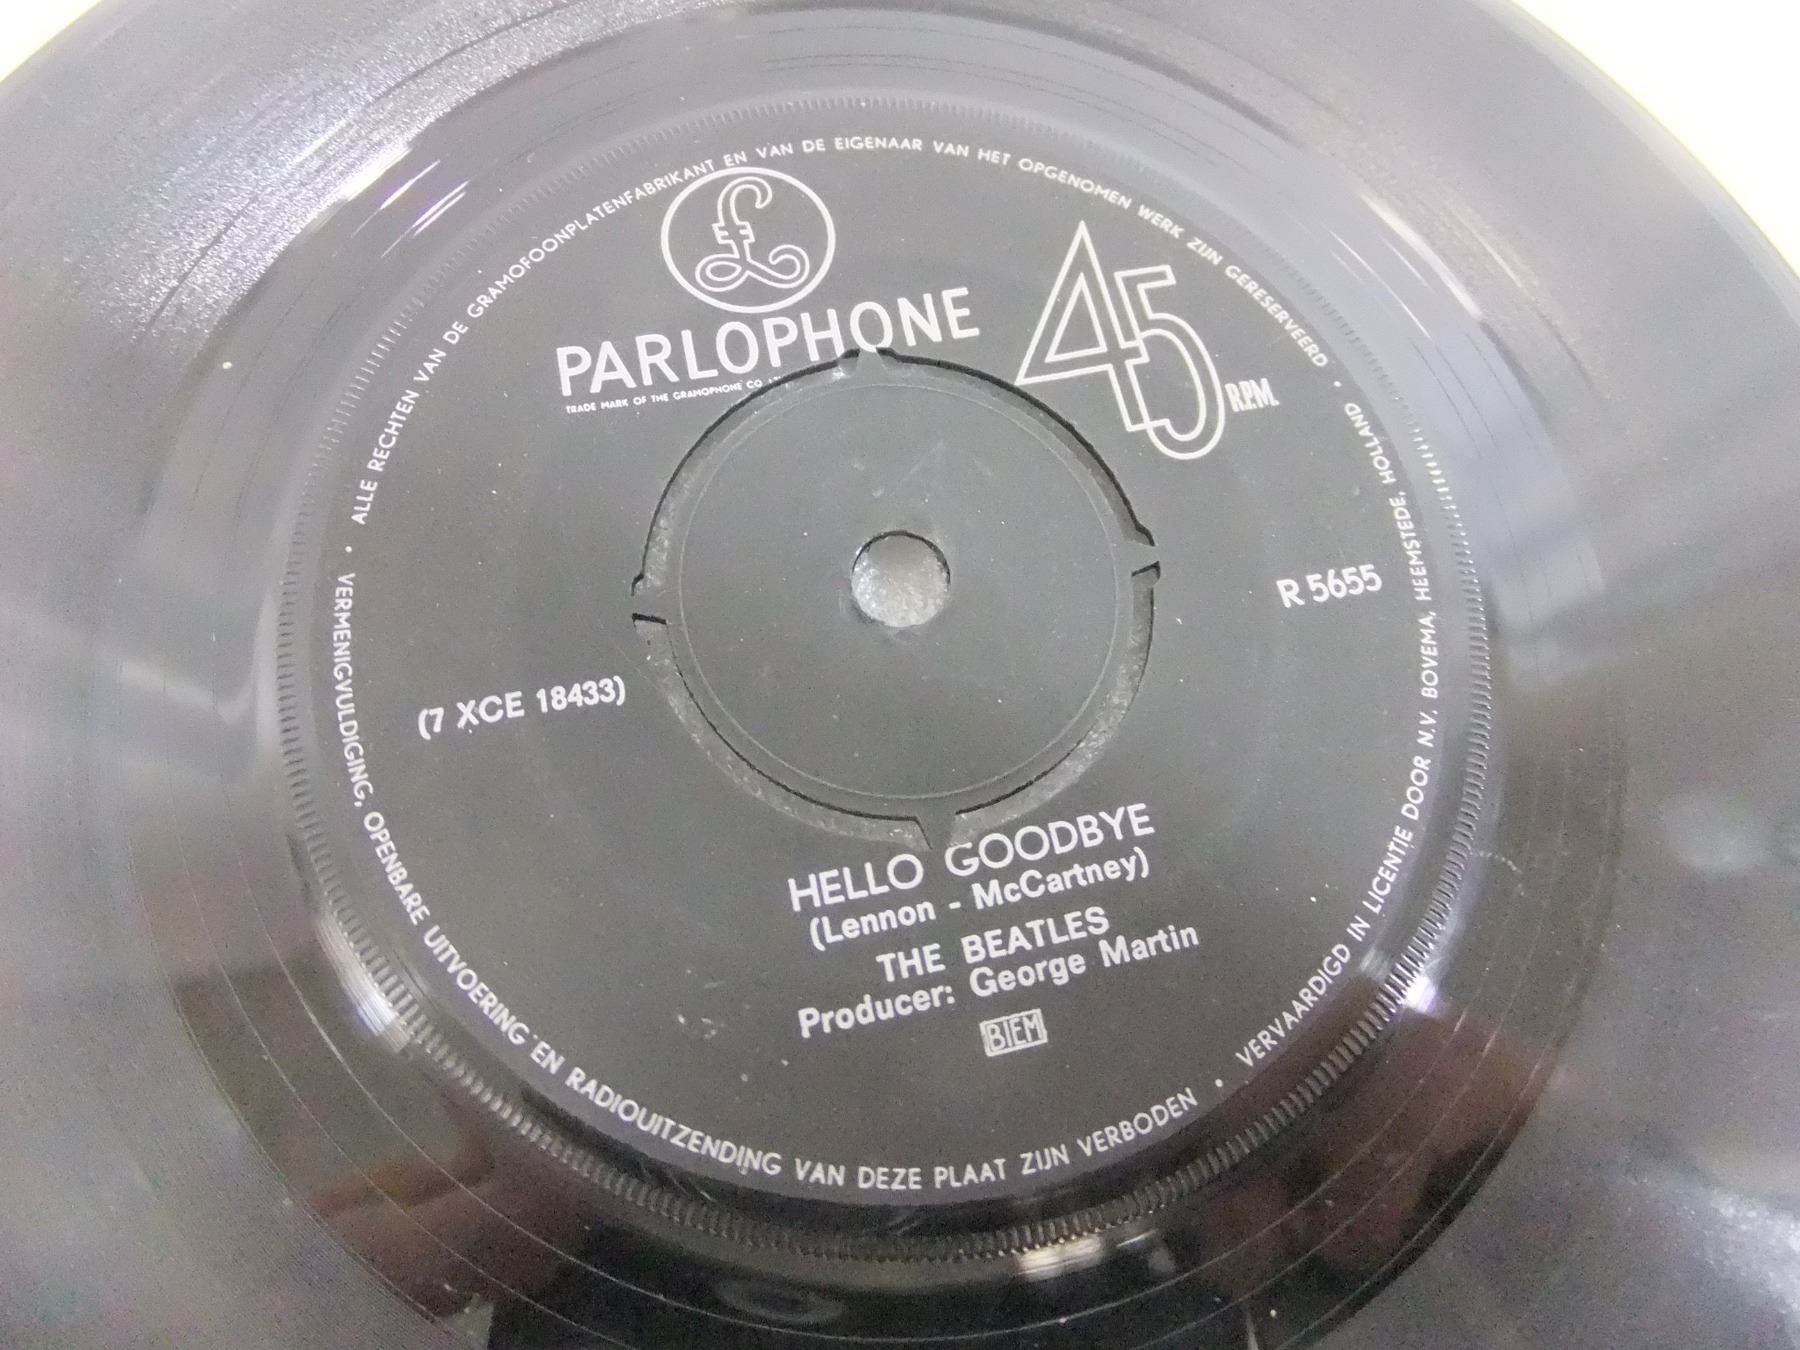 ALLE RECHTEN VAN DE GRAMOFOONPLATENFABRIKANT EN VAN DE EIGENAAR VAN HET OPGENOMEN WERK ZIJN GERESERVEERD •
£
PARLOPHONE
TRADE MARK OF THE GRAMOPHONE CO.
45 R.P.M.
R 5655
(7 XCE 18433)
HELLO GOODBYE
(Lennon - McCartney)
THE BEATLES
Producer: George Martin
BIEM
• VERMENIGVULDIGING, OPENBARE UITVOERING EN RADIOUITZENDING VAN DEZE PLAAT ZIJN VERBODEN •
VERVAARDIGD IN LICENTIE DOOR N.V. BOVEMA, HEEMSTEDE, HOLLAND